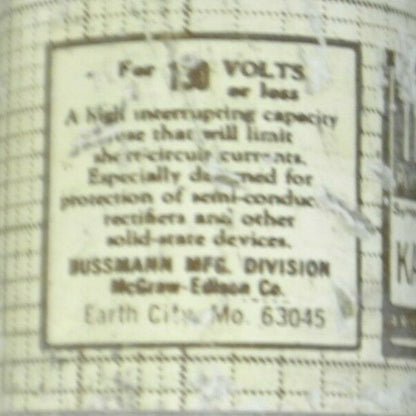 For 130 VOLTS
or less
A high interrupting capacity
fuse that will limit
short-circuit currents.
Especially designed for
protection of semi-conduc
rectifiers and other
solid-state devices.
BUSSMANN MFG. DIVISION
McGraw-Edison Co.
Earth City, Mo. 63045